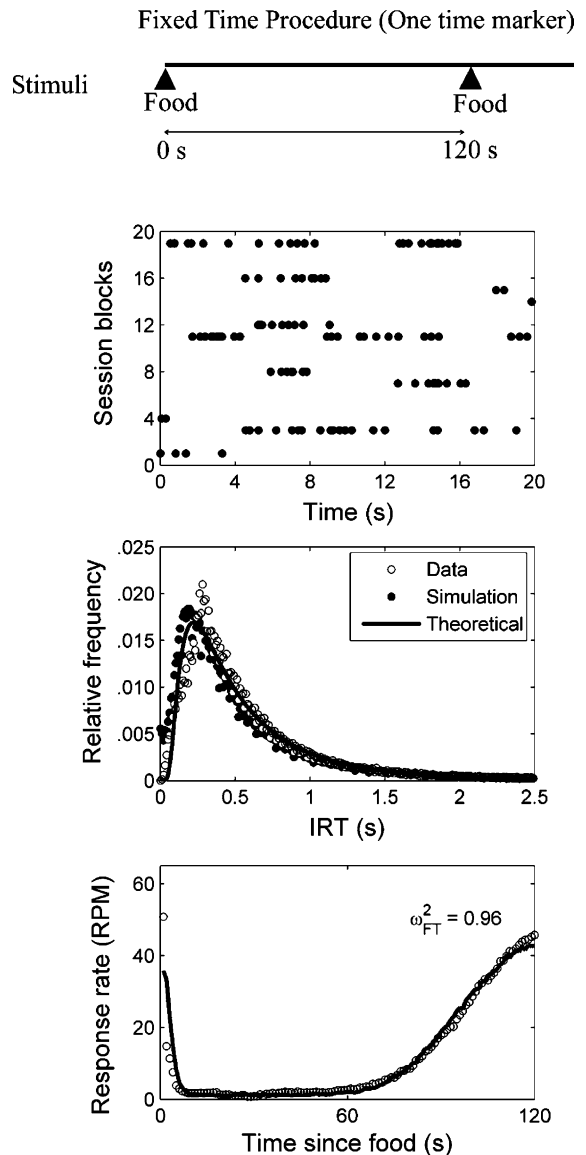 Fixed Time Procedure (One time marker)
Stimuli
Food
Food
0 s
120 s
20
16
12
8
4
0
Session blocks
0
4
8
12
16
20
Time (s)
.025
.020
.015
.010
.005
0
Relative frequency
Data
Simulation
Theoretical
0
0.5
1
1.5
2
2.5
IRT (s)
60
40
20
0
Response rate (RPM)
ω²FT = 0.96
0
60
120
Time since food (s)